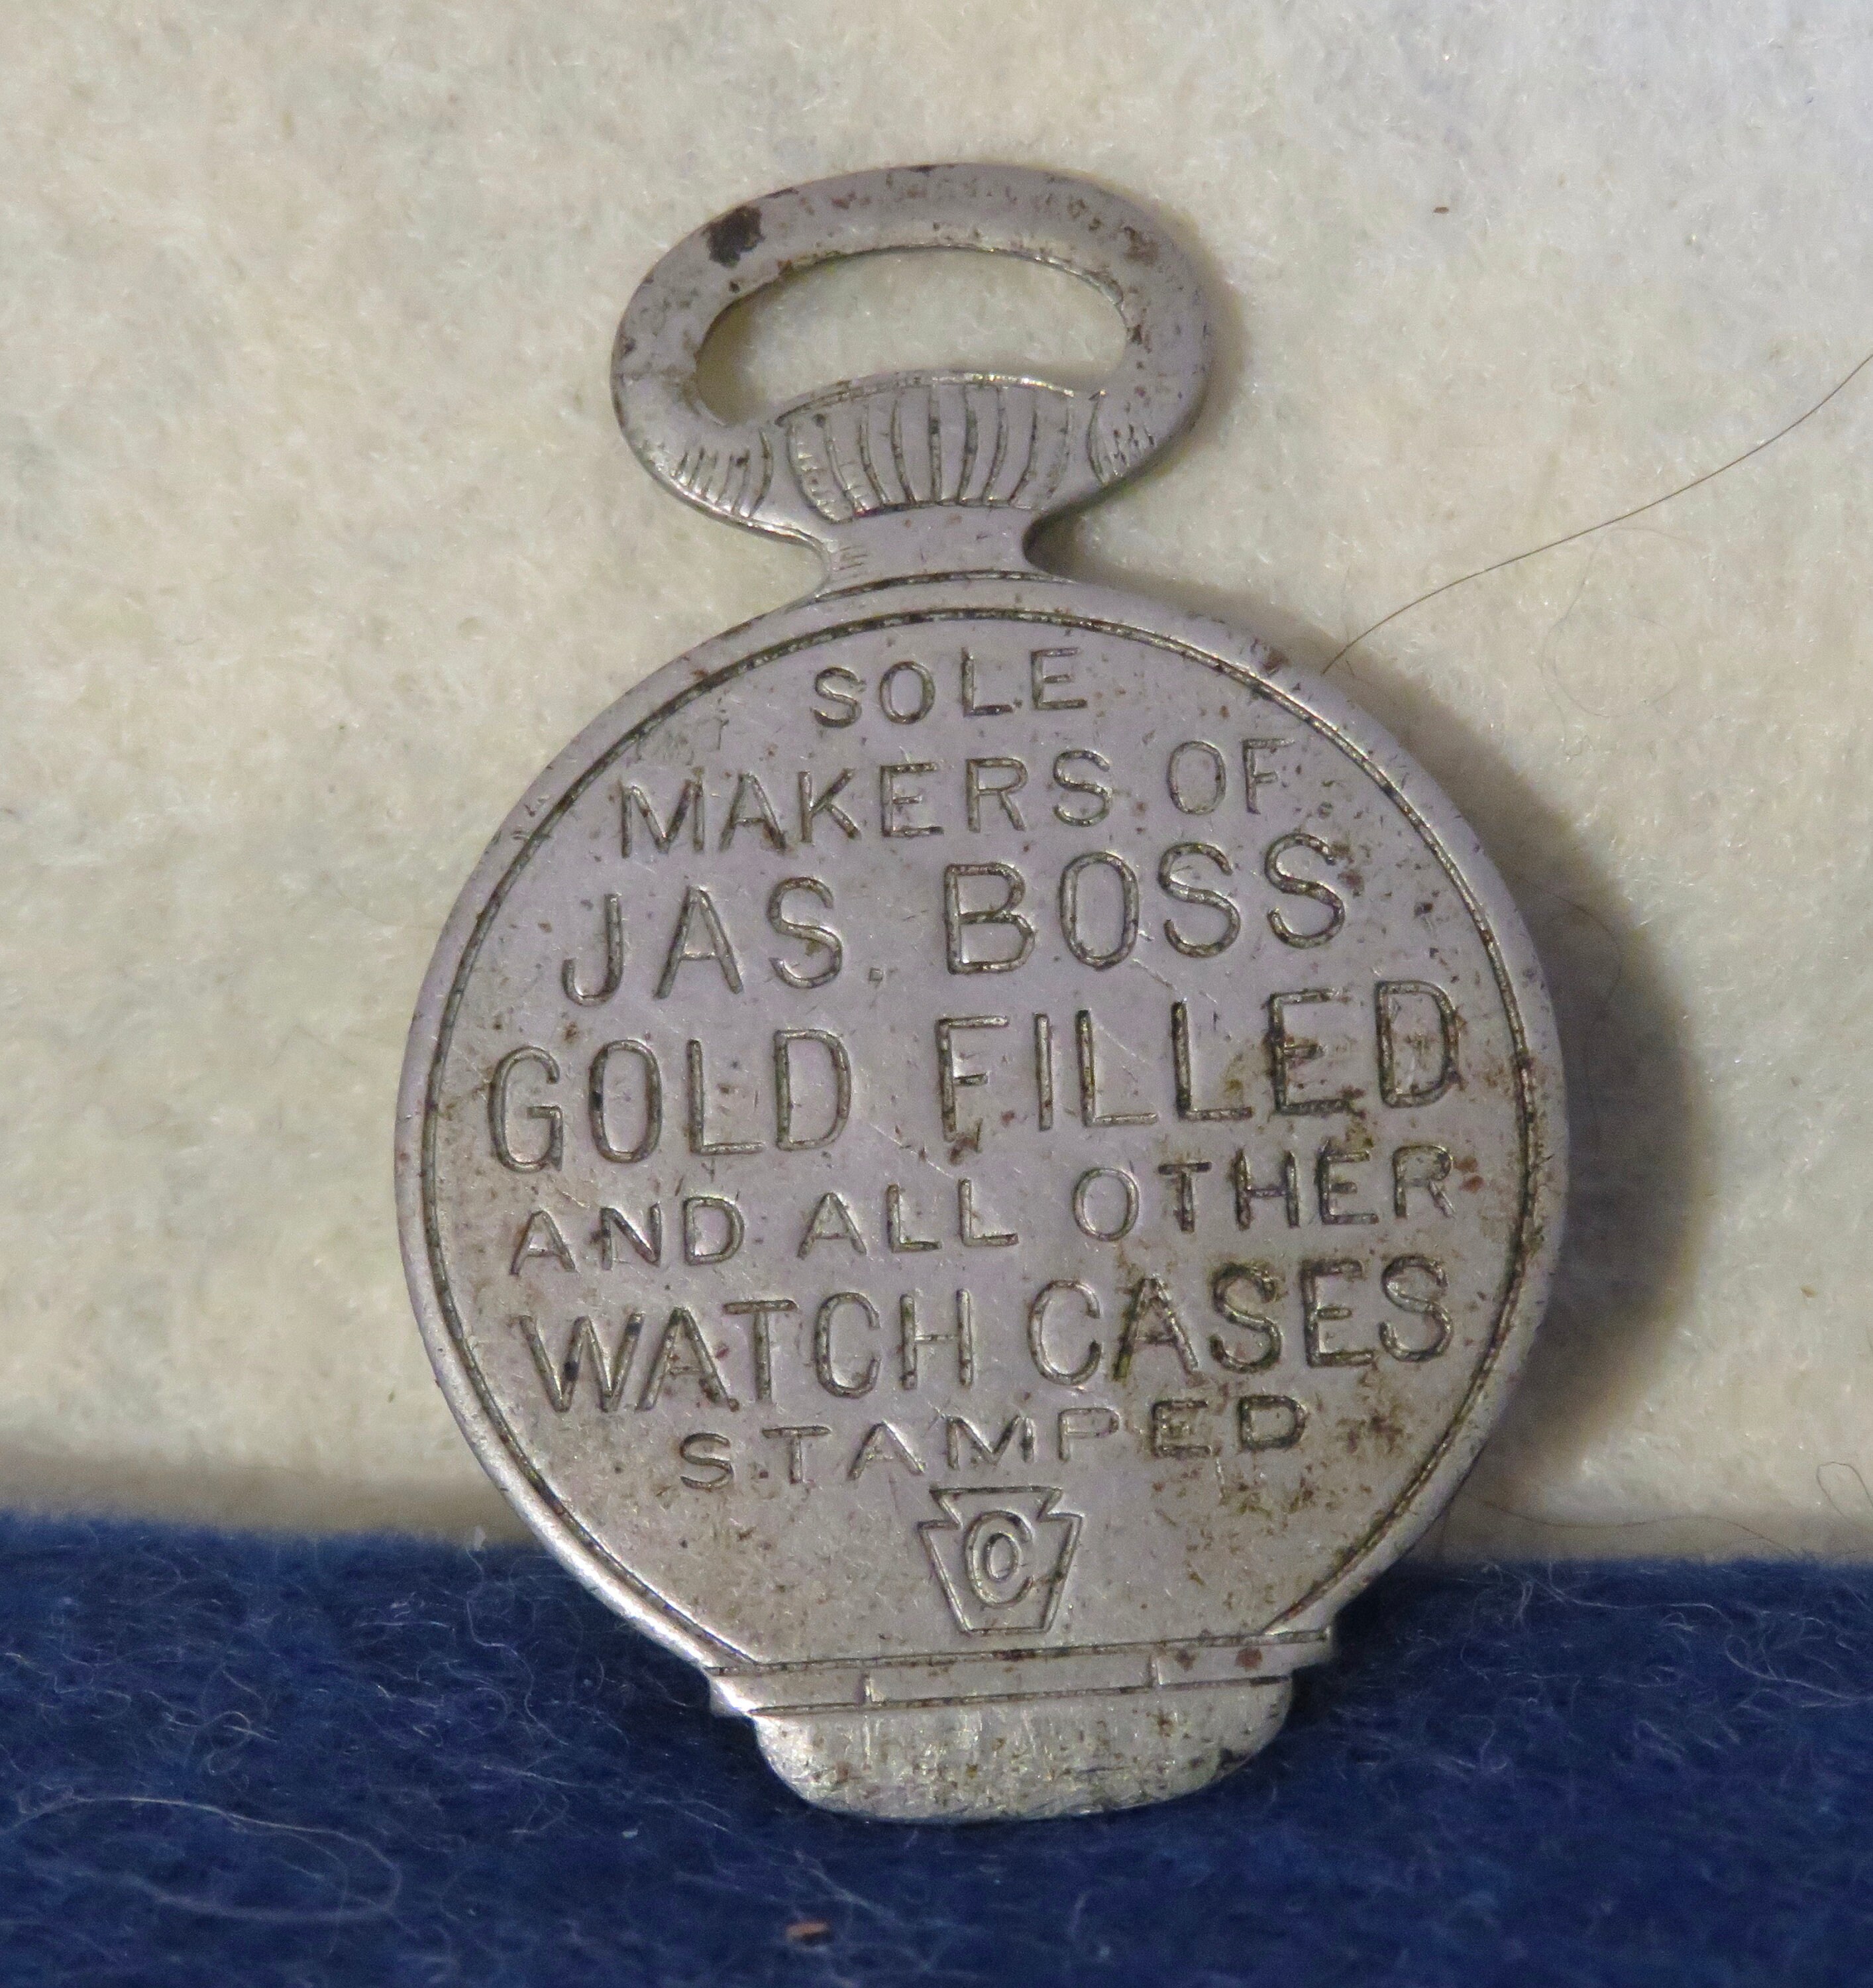 SOLE
MAKERS OF
JAS. BOSS
GOLD FILLED
AND ALL OTHER
WATCH CASES
STAMPED
C